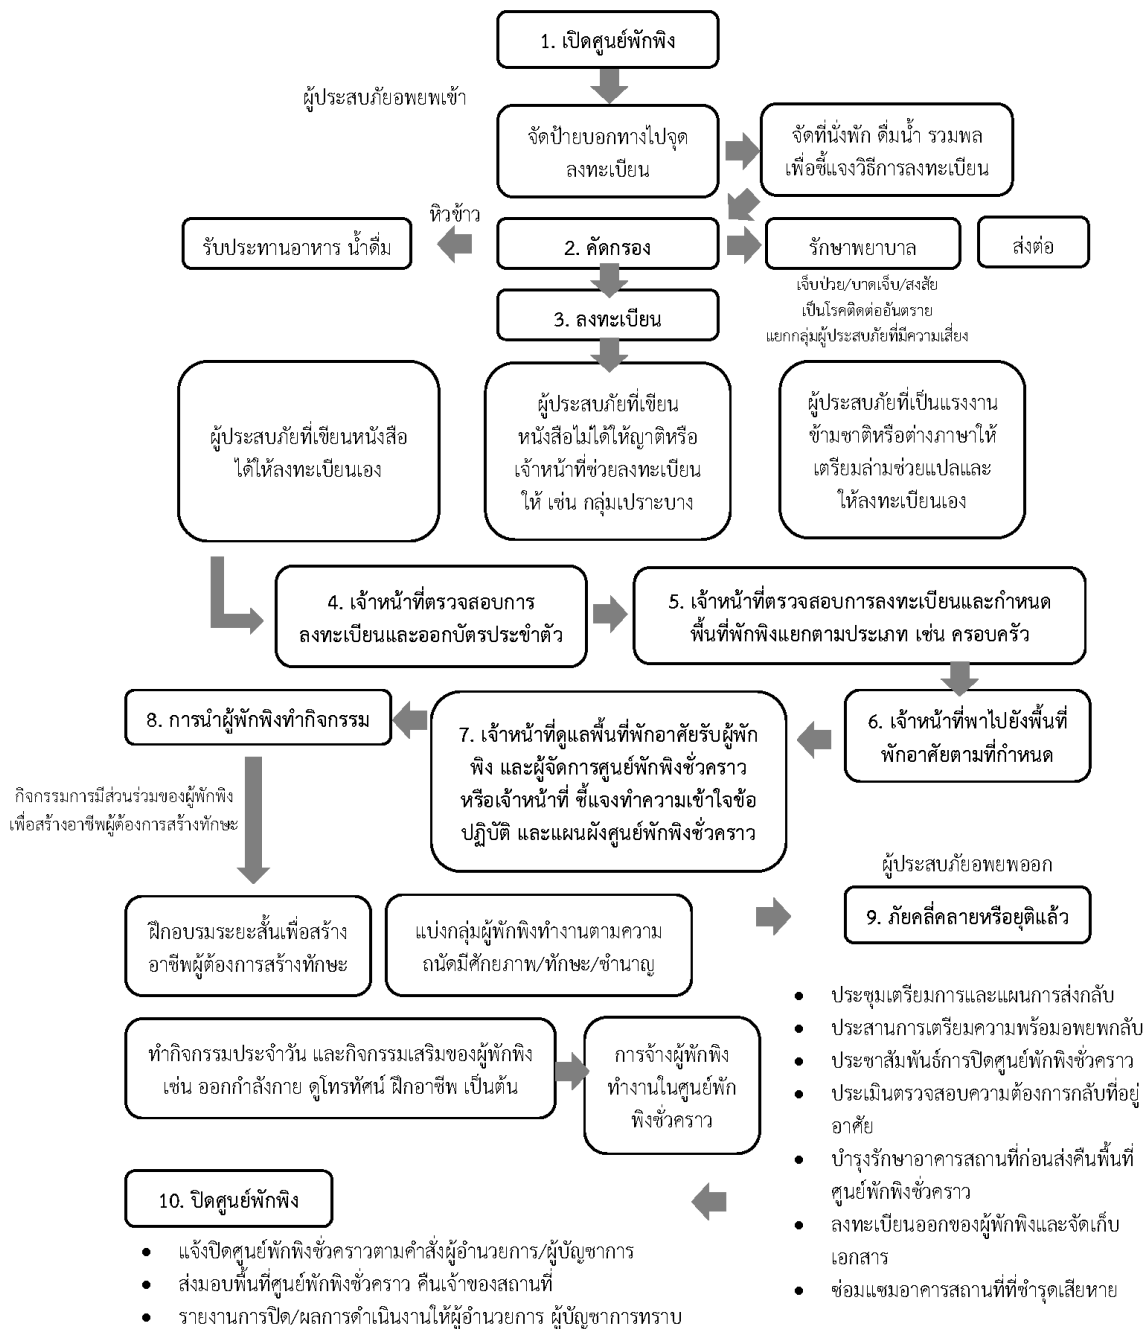 1. เปิดศูนย์พักพิง
ผู้ประสบภัยอพยพเข้า
จัดป้ายบอกทางไปจุด
ลงทะเบียน
จัดที่นั่งพัก ดื่มน้ำ รวมพล
เพื่อชี้แจงวิธีการลงทะเบียน
หิวข้าว
รับประทานอาหาร น้ำดื่ม
2. คัดกรอง
รักษาพยาบาล
ส่งต่อ
เจ็บป่วย/บาดเจ็บ/สงสัย
เป็นโรคติดต่ออันตราย
แยกกลุ่มผู้ประสบภัยที่มีความเสี่ยง
3. ลงทะเบียน
ผู้ประสบภัยที่เขียนหนังสือ
ได้ให้ลงทะเบียนเอง
ผู้ประสบภัยที่เขียน
หนังสือไม่ได้ให้ญาติหรือ
เจ้าหน้าที่ช่วยลงทะเบียน
ให้ เช่น กลุ่มเปราะบาง
ผู้ประสบภัยที่เป็นแรงงาน
ข้ามชาติหรือต่างภาษาให้
เตรียมล่ามช่วยแปลและ
ให้ลงทะเบียนเอง
4. เจ้าหน้าที่ตรวจสอบการ
ลงทะเบียนและออกบัตรประจำตัว
5. เจ้าหน้าที่ตรวจสอบการลงทะเบียนและกำหนด
พื้นที่พักพิงแยกตามประเภท เช่น ครอบครัว
6. เจ้าหน้าที่พาไปยังพื้นที่
พักอาศัยตามที่กำหนด
7. เจ้าหน้าที่ดูแลพื้นที่พักอาศัยรับผู้พัก
พิง และผู้จัดการศูนย์พักพิงชั่วคราว
หรือเจ้าหน้าที่ ชี้แจงทำความเข้าใจข้อ
ปฏิบัติ และแผนผังศูนย์พักพิงชั่วคราว
8. การนำผู้พักพิงทำกิจกรรม
กิจกรรมการมีส่วนร่วมของผู้พักพิง
เพื่อสร้างอาชีพผู้ต้องการสร้างทักษะ
ฝึกอบรมระยะสั้นเพื่อสร้าง
อาชีพผู้ต้องการสร้างทักษะ
แบ่งกลุ่มผู้พักพิงทำงานตามความ
ถนัดมีศักยภาพ/ทักษะ/ชำนาญ
ทำกิจกรรมประจำวัน และกิจกรรมเสริมของผู้พักพิง
เช่น ออกกำลังกาย ดูโทรทัศน์ ฝึกอาชีพ เป็นต้น
การจ้างผู้พักพิง
ทำงานในศูนย์พัก
พิงชั่วคราว
ผู้ประสบภัยอพยพออก
9. ภัยคลี่คลายหรือยุติแล้ว
• ประชุมเตรียมการและแผนการส่งกลับ
• ประสานการเตรียมความพร้อมอพยพกลับ
• ประชาสัมพันธ์การปิดศูนย์พักพิงชั่วคราว
• ประเมินตรวจสอบความต้องการกลับที่อยู่
อาศัย
• บำรุงรักษาอาคารสถานที่ก่อนส่งคืนพื้นที่
ศูนย์พักพิงชั่วคราว
• ลงทะเบียนออกของผู้พักพิงและจัดเก็บ
เอกสาร
• ซ่อมแซมอาคารสถานที่ที่ชำรุดเสียหาย
10. ปิดศูนย์พักพิง
• แจ้งปิดศูนย์พักพิงชั่วคราวตามคำสั่งผู้อำนวยการ/ผู้บัญชาการ
• ส่งมอบพื้นที่ศูนย์พักพิงชั่วคราว คืนเจ้าของสถานที่
• รายงานการปิด/ผลการดำเนินงานให้ผู้อำนวยการ ผู้บัญชาการทราบ